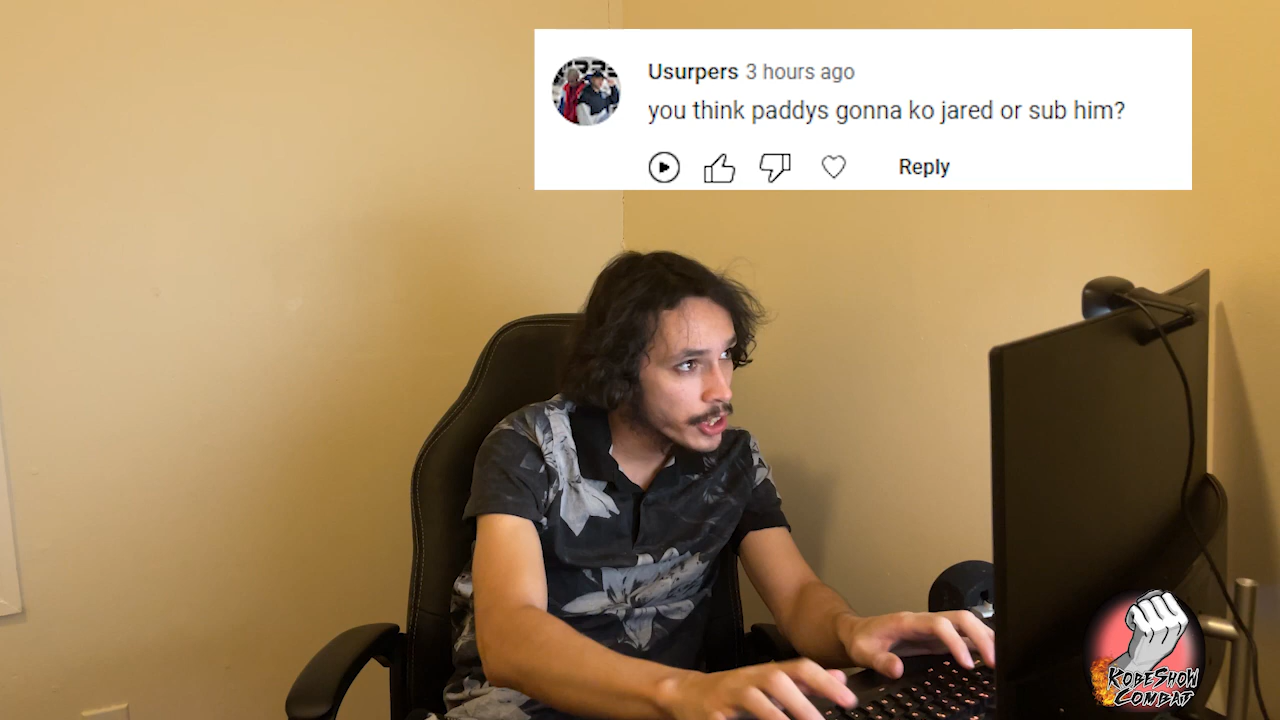 Usurpers 3 hours ago
you think paddys gonna ko jared or sub him?
Reply
KOBESHOW
COMBAT